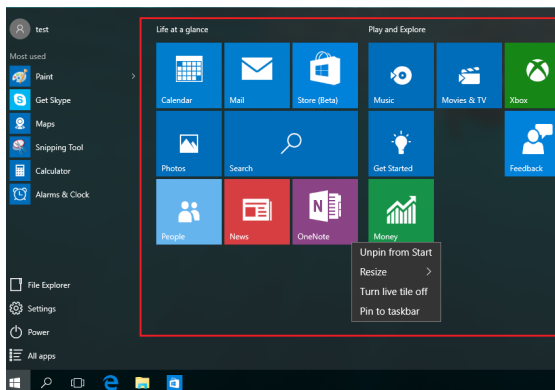 test
Most used
Paint
Get Skype
Maps
Snipping Tool
Calculator
Alarms & Clock
File Explorer
Settings
Power
All apps
Life at a glance
Play and Explore
Calendar
Mail
Store (Beta)
Music
Movies & TV
Xbox
Photos
Search
Get Started
Feedback
People
News
OneNote
Money
Unpin from Start
Resize
Turn live tile off
Pin to taskbar